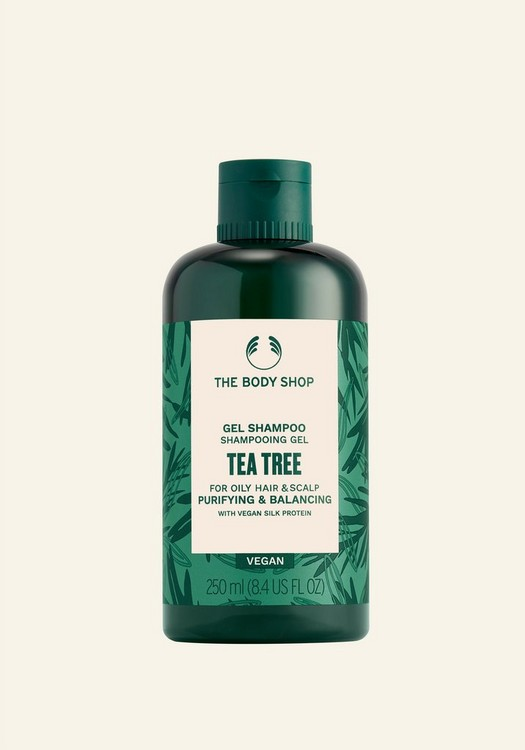 THE BODY SHOP
GEL SHAMPOO
SHAMPOOING GEL
TEA TREE
FOR OILY HAIR & SCALP
PURIFYING & BALANCING
WITH VEGAN SILK PROTEIN
VEGAN
250 ml (8.4 US FL OZ)